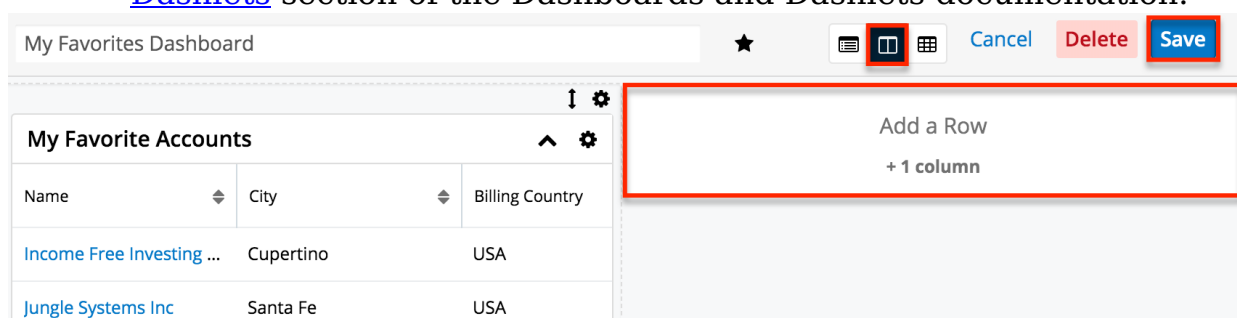 Dashlets section of the Dashboards and Dashlets documentation.
My Favorites Dashboard
Cancel Delete Save
My Favorite Accounts
Add a Row
+ 1 column
Name City Billing Country
Income Free Investing ... Cupertino USA
Jungle Systems Inc Santa Fe USA